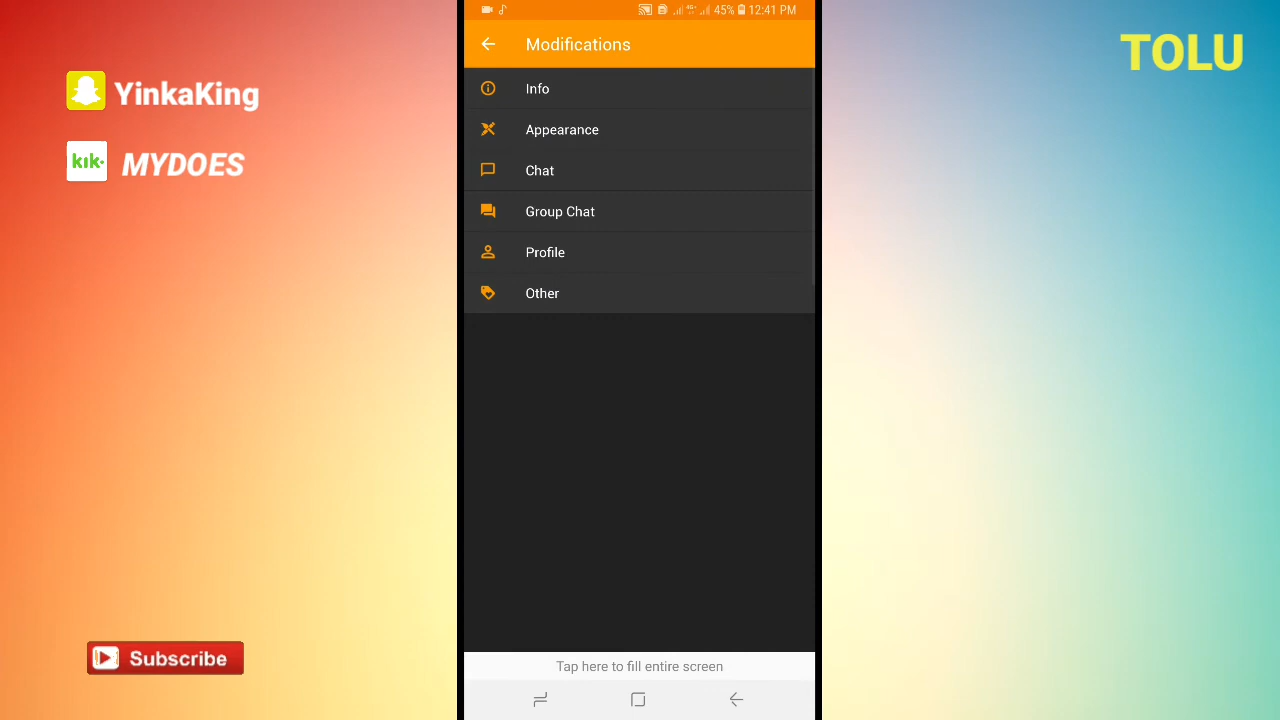 YinkaKing
kik.
MYDOES
Subscribe
45% 12:41 PM
Modifications
Info
Appearance
Chat
Group Chat
Profile
Other
Tap here to fill entire screen
TOLU